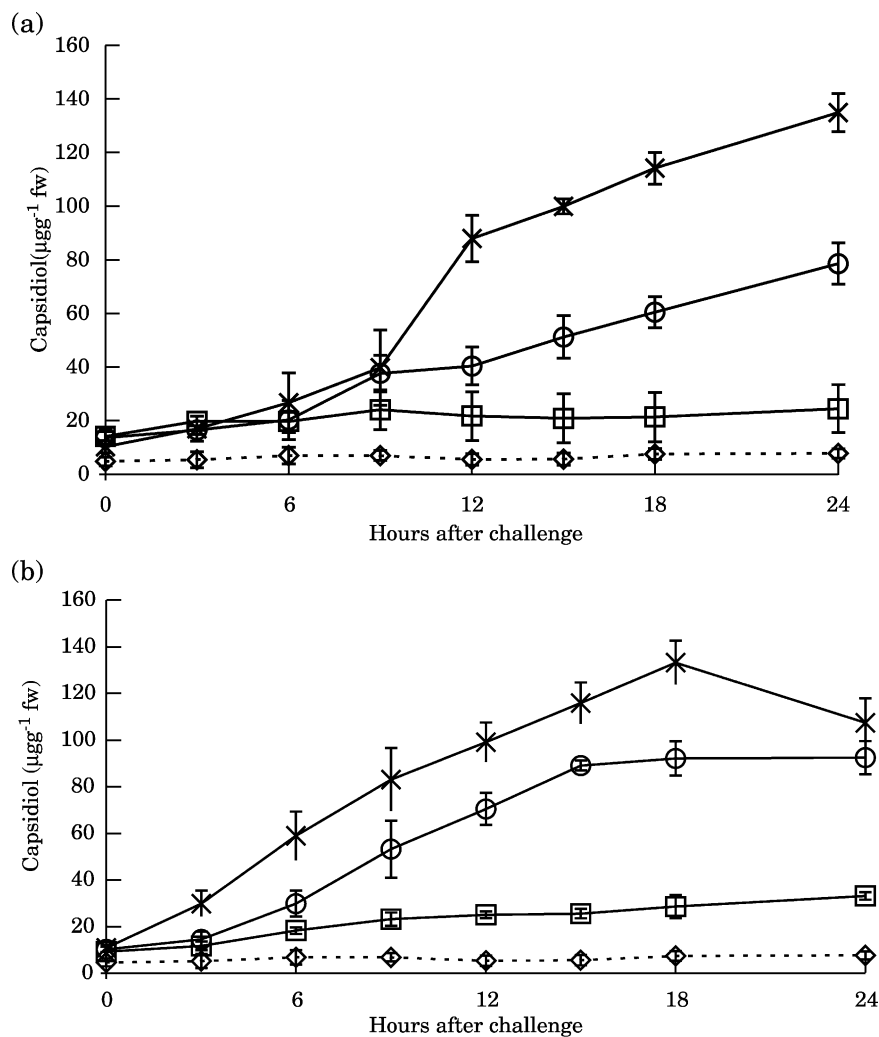 (a)
160
140
120
100
80
60
40
20
0
Capsidiol(μgg-1 fw)
0 6 12 18 24
Hours after challenge
(b)
160
140
120
100
80
60
40
20
0
Capsidiol (μgg-1 fw)
0 6 12 18 24
Hours after challenge